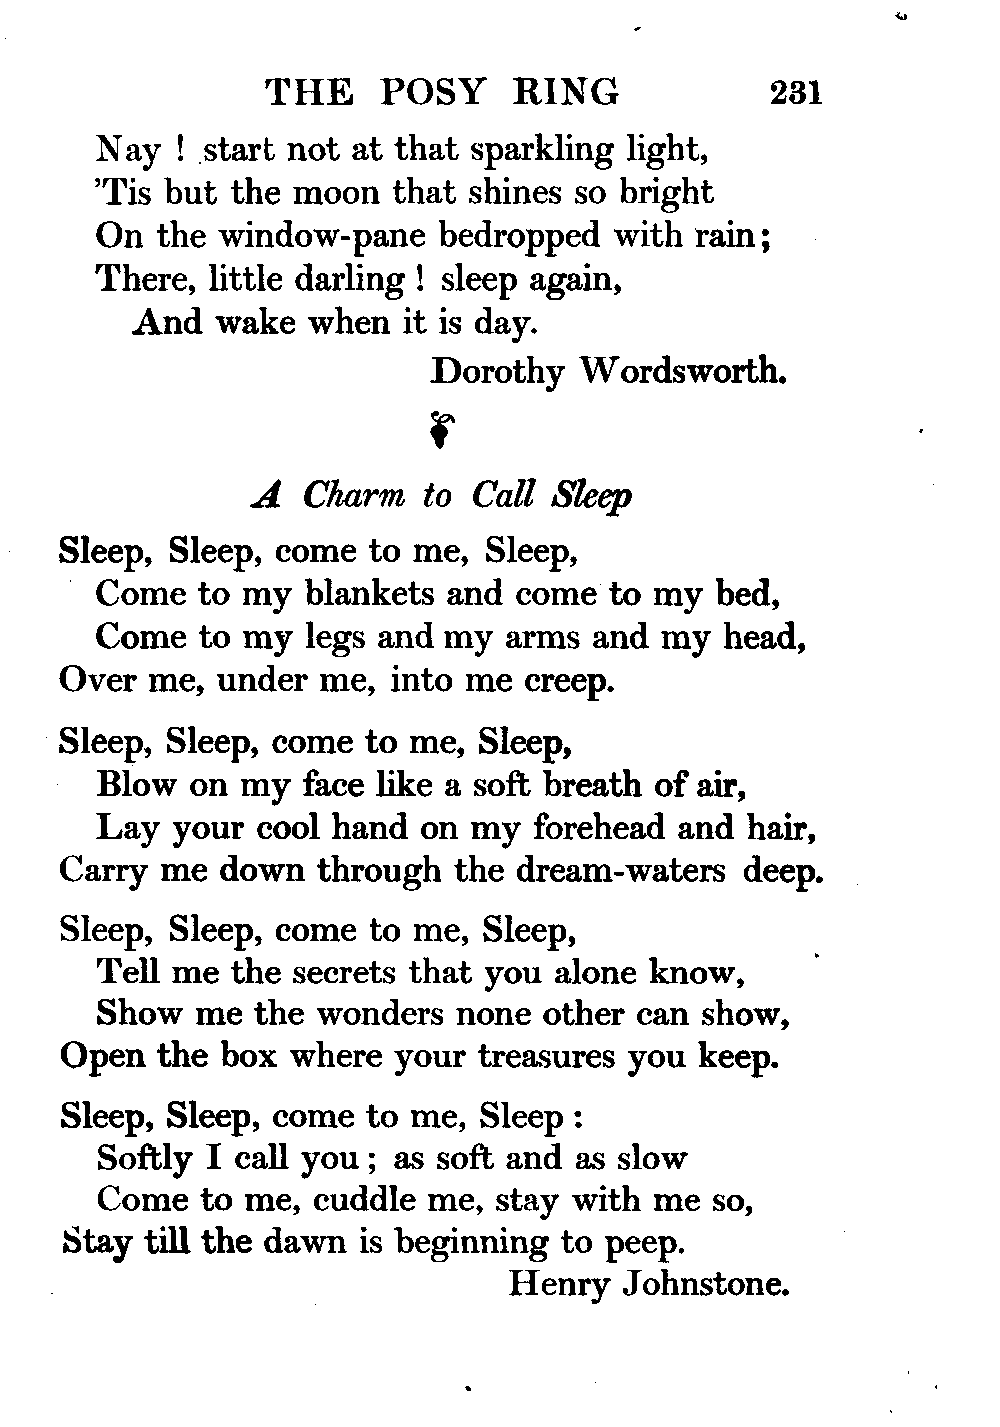 THE POSY RING 231
Nay ! start not at that sparkling light,
’Tis but the moon that shines so bright
On the window-pane bedropped with rain;
There, little darling ! sleep again,
And wake when it is day.
Dorothy Wordsworth.
A Charm to Call Sleep
Sleep, Sleep, come to me, Sleep,
Come to my blankets and come to my bed,
Come to my legs and my arms and my head,
Over me, under me, into me creep.
Sleep, Sleep, come to me, Sleep,
Blow on my face like a soft breath of air,
Lay your cool hand on my forehead and hair,
Carry me down through the dream-waters deep.
Sleep, Sleep, come to me, Sleep,
Tell me the secrets that you alone know,
Show me the wonders none other can show,
Open the box where your treasures you keep.
Sleep, Sleep, come to me, Sleep :
Softly I call you ; as soft and as slow
Come to me, cuddle me, stay with me so,
Stay till the dawn is beginning to peep.
Henry Johnstone.